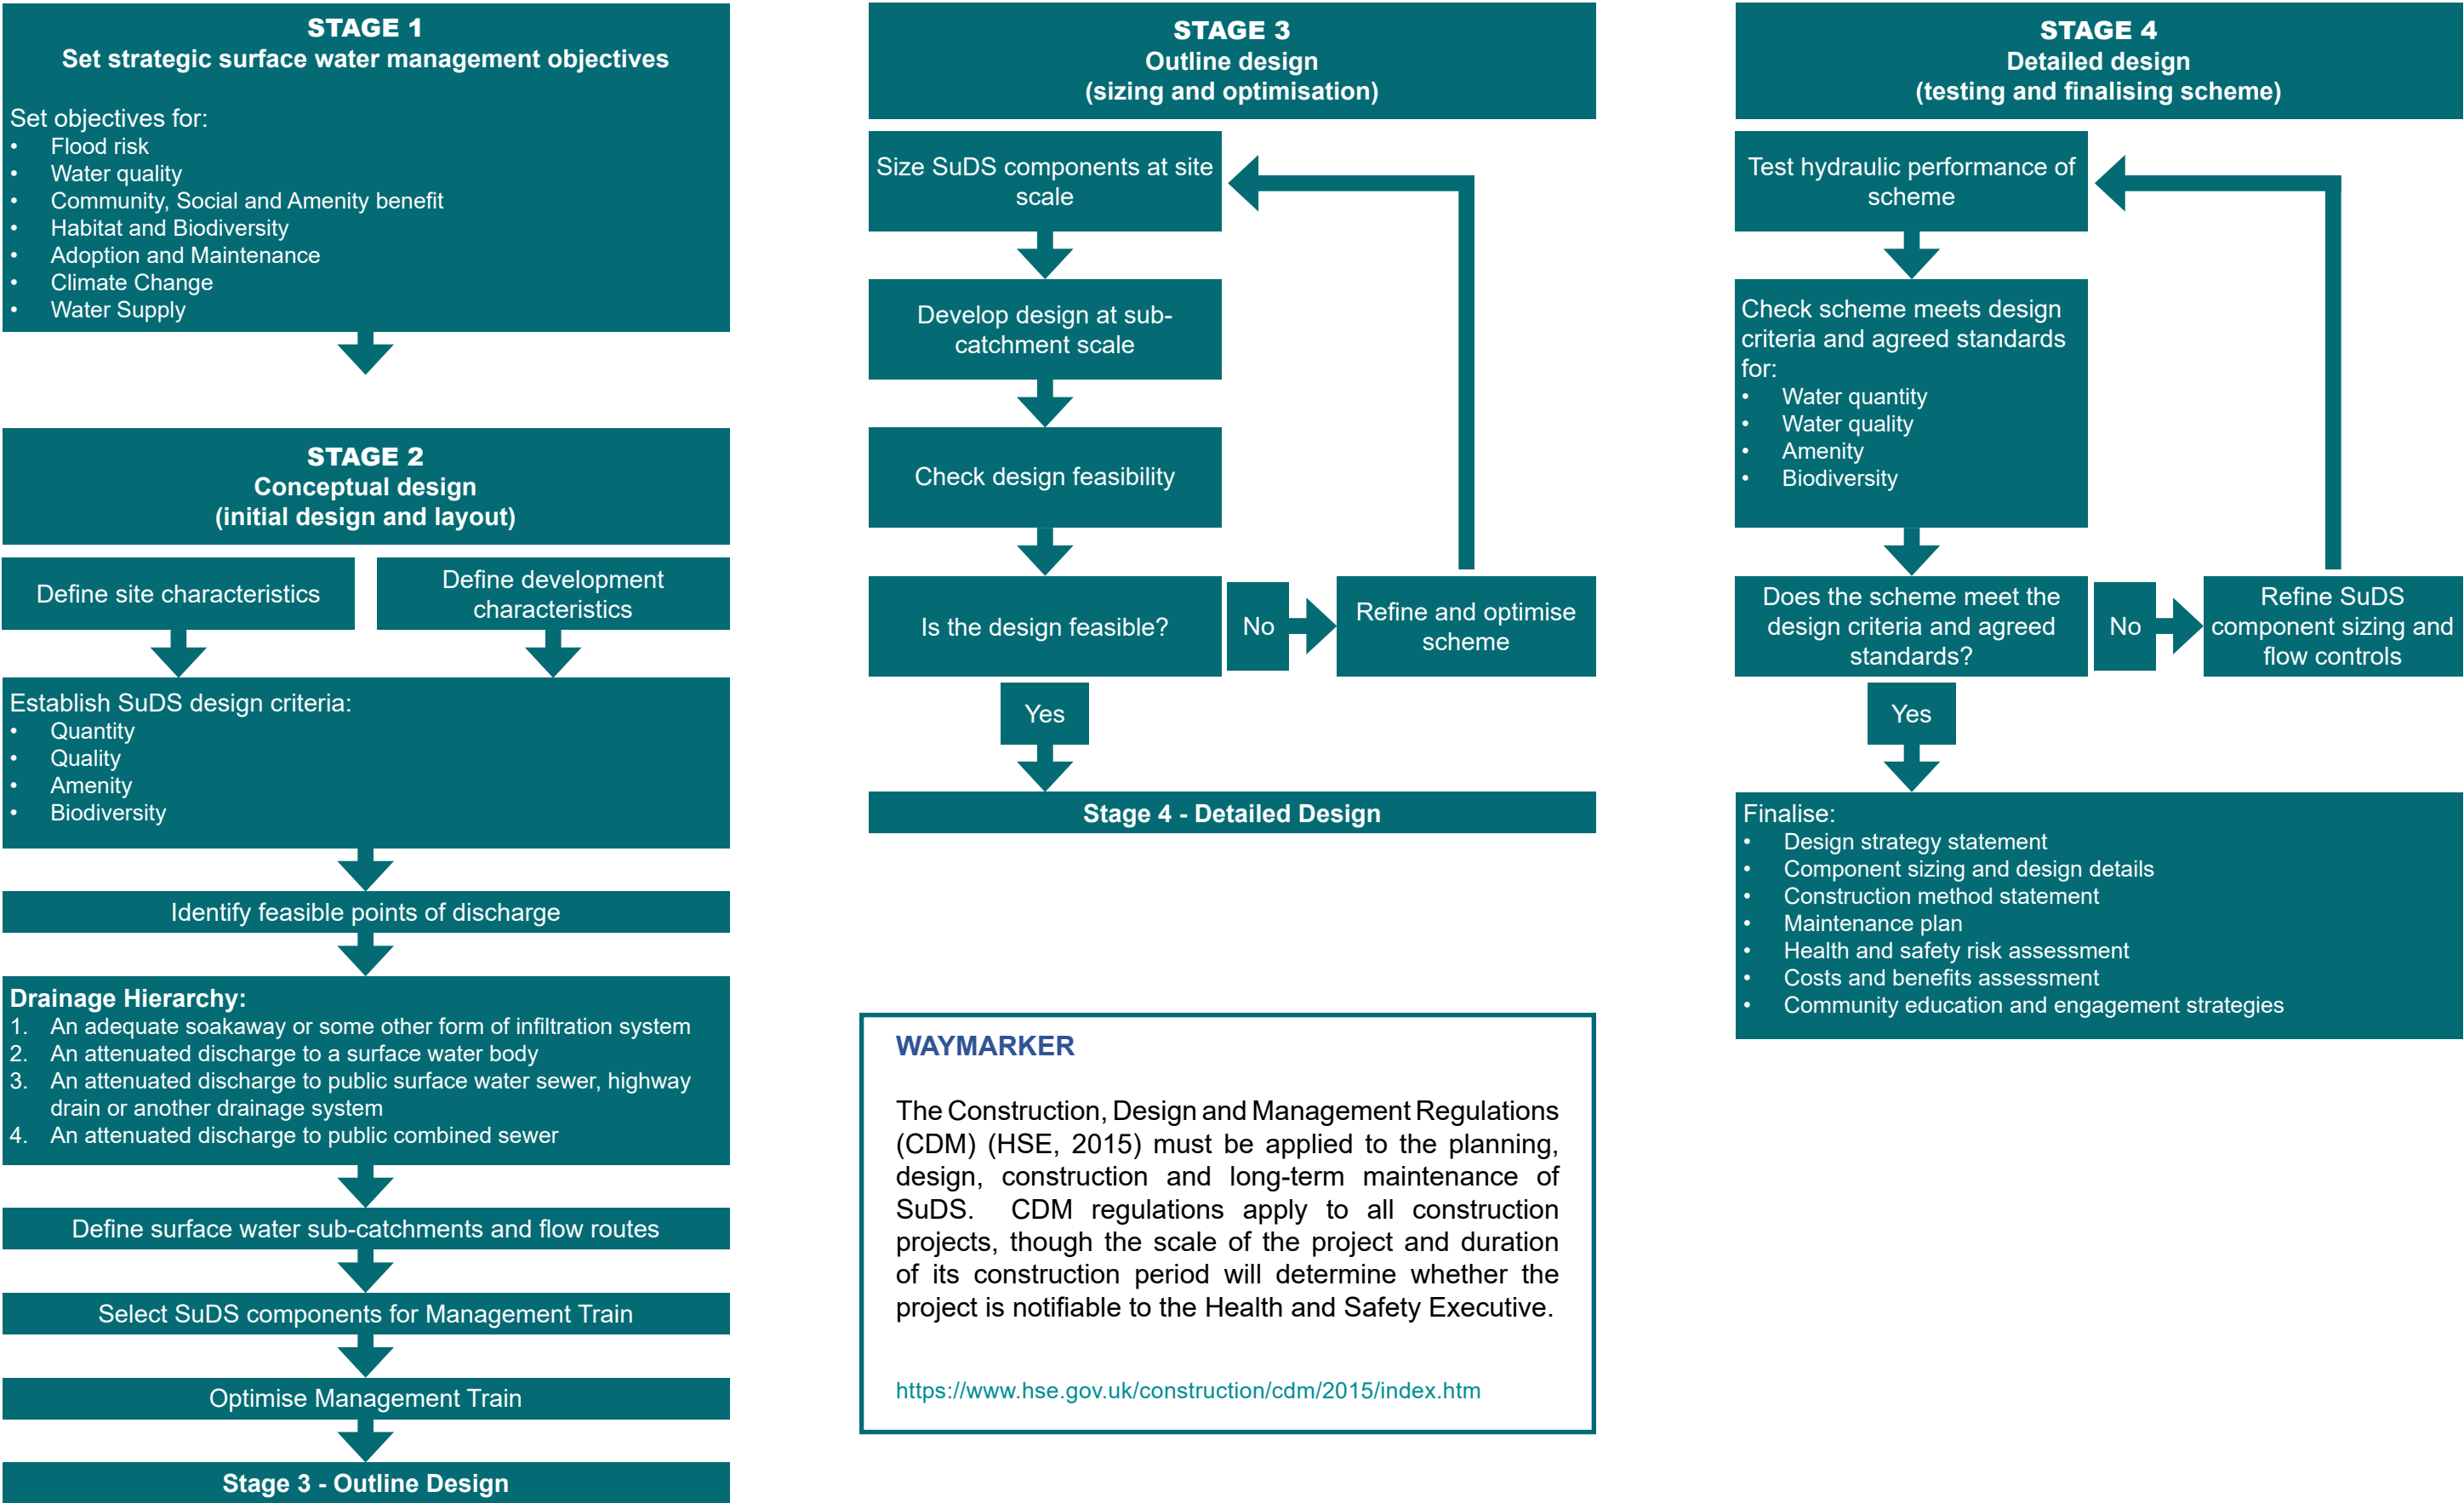 STAGE 1
Set strategic surface water management objectives
Set objectives for:
• Flood risk
• Water quality
• Community, Social and Amenity benefit
• Habitat and Biodiversity
• Adoption and Maintenance
• Climate Change
• Water Supply
STAGE 2
Conceptual design
(initial design and layout)
Define site characteristics
Define development
characteristics
Establish SuDS design criteria:
• Quantity
• Quality
• Amenity
• Biodiversity
Identify feasible points of discharge
Drainage Hierarchy:
1. An adequate soakaway or some other form of infiltration system
2. An attenuated discharge to a surface water body
3. An attenuated discharge to public surface water sewer, highway
drain or another drainage system
4. An attenuated discharge to public combined sewer
Define surface water sub-catchments and flow routes
Select SuDS components for Management Train
Optimise Management Train
Stage 3 - Outline Design
STAGE 3
Outline design
(sizing and optimisation)
Size SuDS components at site
scale
Develop design at sub-
catchment scale
Check design feasibility
Is the design feasible?
No
Refine and optimise
scheme
Yes
Stage 4 - Detailed Design
WAYMARKER
The Construction, Design and Management Regulations
(CDM) (HSE, 2015) must be applied to the planning,
design, construction and long-term maintenance of
SuDS. CDM regulations apply to all construction
projects, though the scale of the project and duration
of its construction period will determine whether the
project is notifiable to the Health and Safety Executive.
https://www.hse.gov.uk/construction/cdm/2015/index.htm
STAGE 4
Detailed design
(testing and finalising scheme)
Test hydraulic performance of
scheme
Check scheme meets design
criteria and agreed standards
for:
• Water quantity
• Water quality
• Amenity
• Biodiversity
Does the scheme meet the
design criteria and agreed
standards?
No
Refine SuDS
component sizing and
flow controls
Yes
Finalise:
• Design strategy statement
• Component sizing and design details
• Construction method statement
• Maintenance plan
• Health and safety risk assessment
• Costs and benefits assessment
• Community education and engagement strategies